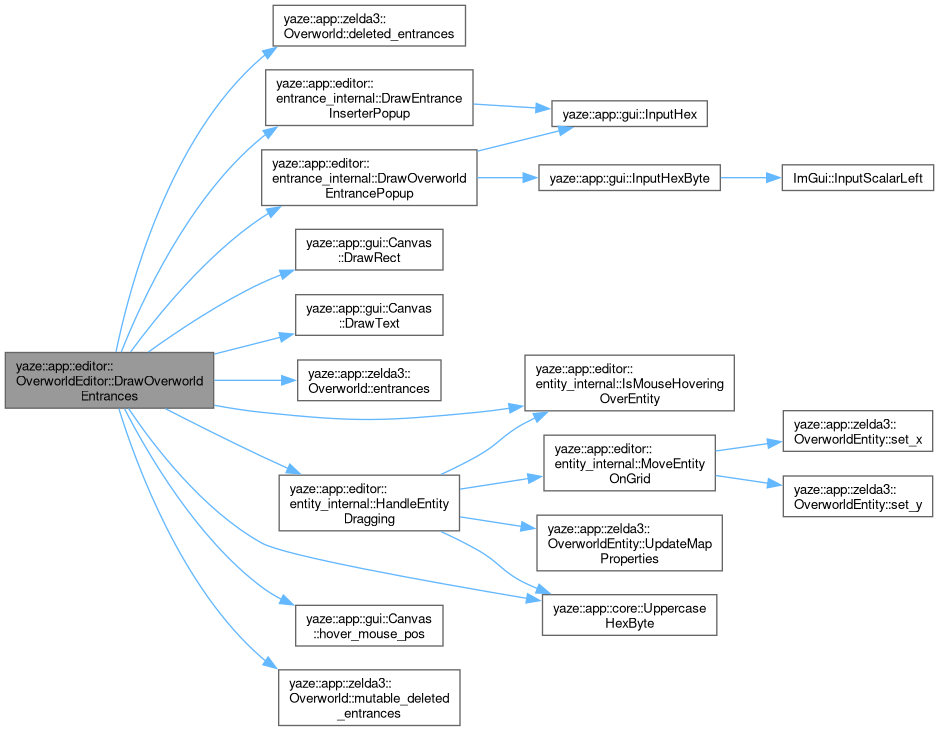 yaze::app::zelda3::
Overworld::deleted_entrances
yaze::app::editor::
entrance_internal::DrawEntrance
InserterPopup
yaze::app::gui::InputHex
yaze::app::editor::
entrance_internal::DrawOverworld
EntrancePopup
yaze::app::gui::InputHexByte
ImGui::InputScalarLeft
yaze::app::gui::Canvas
::DrawRect
yaze::app::gui::Canvas
::DrawText
yaze::app::editor::
OverworldEditor::DrawOverworld
Entrances
yaze::app::zelda3::
Overworld::entrances
yaze::app::editor::
entity_internal::IsMouseHovering
OverEntity
yaze::app::editor::
entity_internal::HandleEntity
Dragging
yaze::app::editor::
entity_internal::MoveEntity
OnGrid
yaze::app::zelda3::
OverworldEntity::set_x
yaze::app::zelda3::
OverworldEntity::set_y
yaze::app::zelda3::
OverworldEntity::UpdateMap
Properties
yaze::app::core::Uppercase
HexByte
yaze::app::gui::Canvas
::hover_mouse_pos
yaze::app::zelda3::
Overworld::mutable_deleted
_entrances